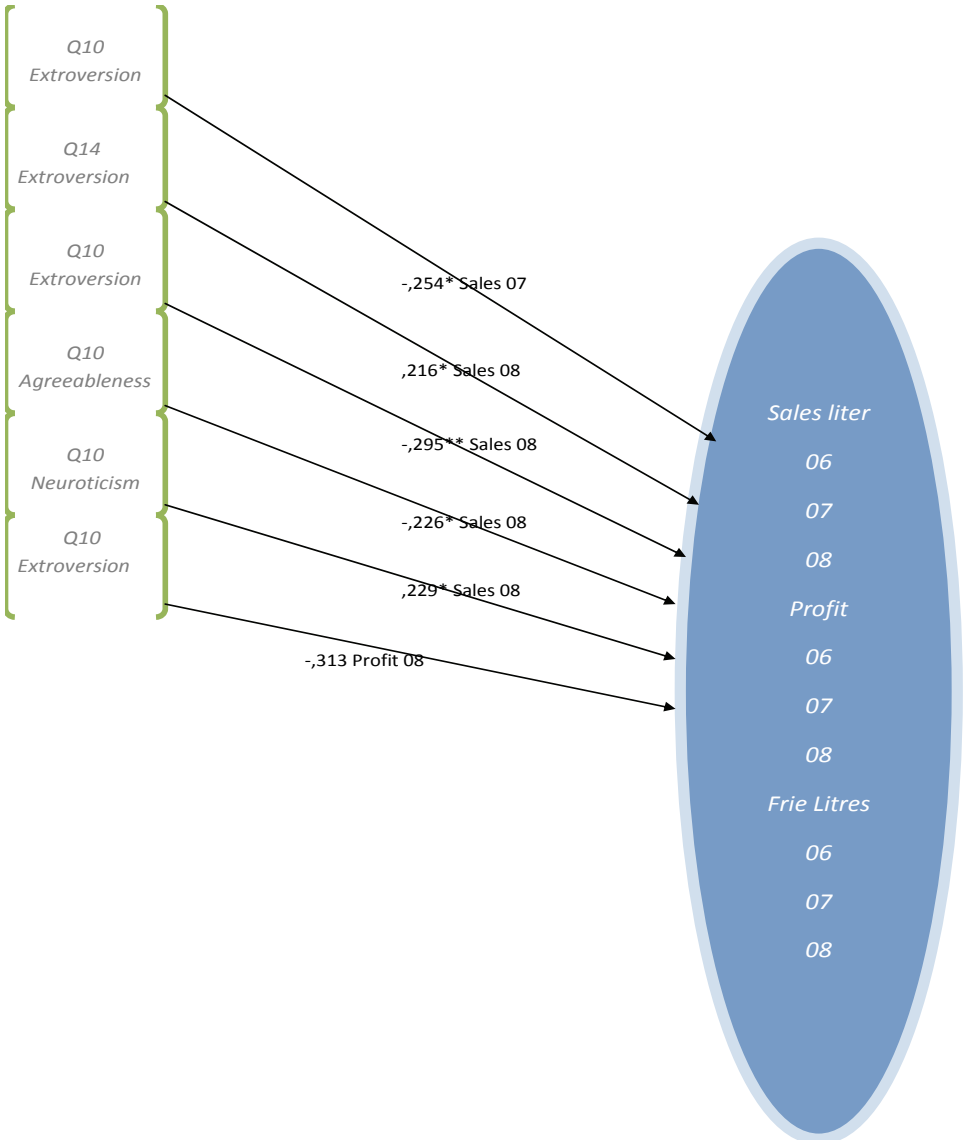 Q10
Extroversion
Q14
Extroversion
Q10
Extroversion
Q10
Agreeableness
Q10
Neuroticism
Q10
Extroversion
-,254* Sales 07
,216* Sales 08
-,295** Sales 08
-,226* Sales 08
,229* Sales 08
-,313 Profit 08
Sales liter
06
07
08
Profit
06
07
08
Frie Litres
06
07
08